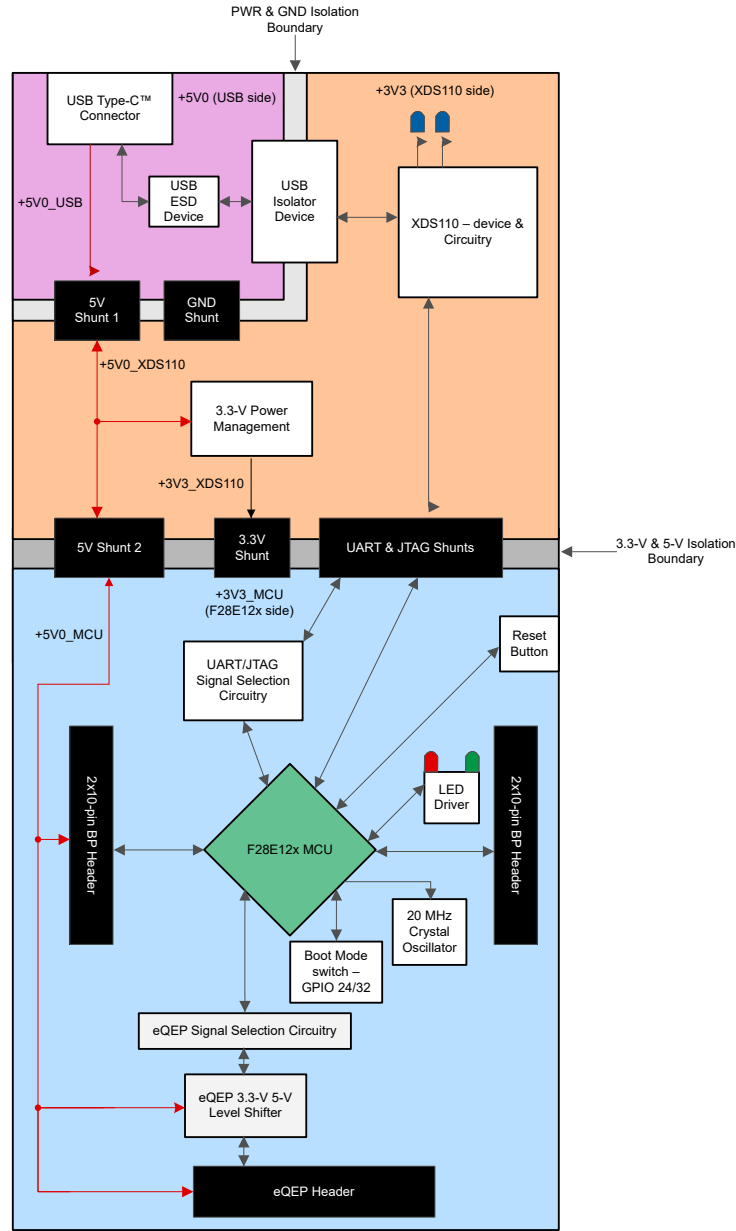 PWR & GND Isolation
Boundary
USB Type-C™
Connector
+5V0 (USB side)
+3V3 (XDS110 side)
+5V0_USB
USB
ESD
Device
USB
Isolator
Device
XDS110 – device &
Circuitry
5V
Shunt 1
GND
Shunt
+5V0_XDS110
3.3-V Power
Management
+3V3_XDS110
5V Shunt 2
3.3V
Shunt
UART & JTAG Shunts
3.3-V & 5-V Isolation
Boundary
+3V3_MCU
(F28E12x side)
+5V0_MCU
Reset
Button
UART/JTAG
Signal Selection
Circuitry
2x10-pin BP Header
LED
Driver
2x10-pin BP Header
F28E12x MCU
20 MHz
Crystal
Oscillator
Boot Mode
switch –
GPIO 24/32
eQEP Signal Selection Circuitry
eQEP 3.3-V 5-V
Level Shifter
eQEP Header